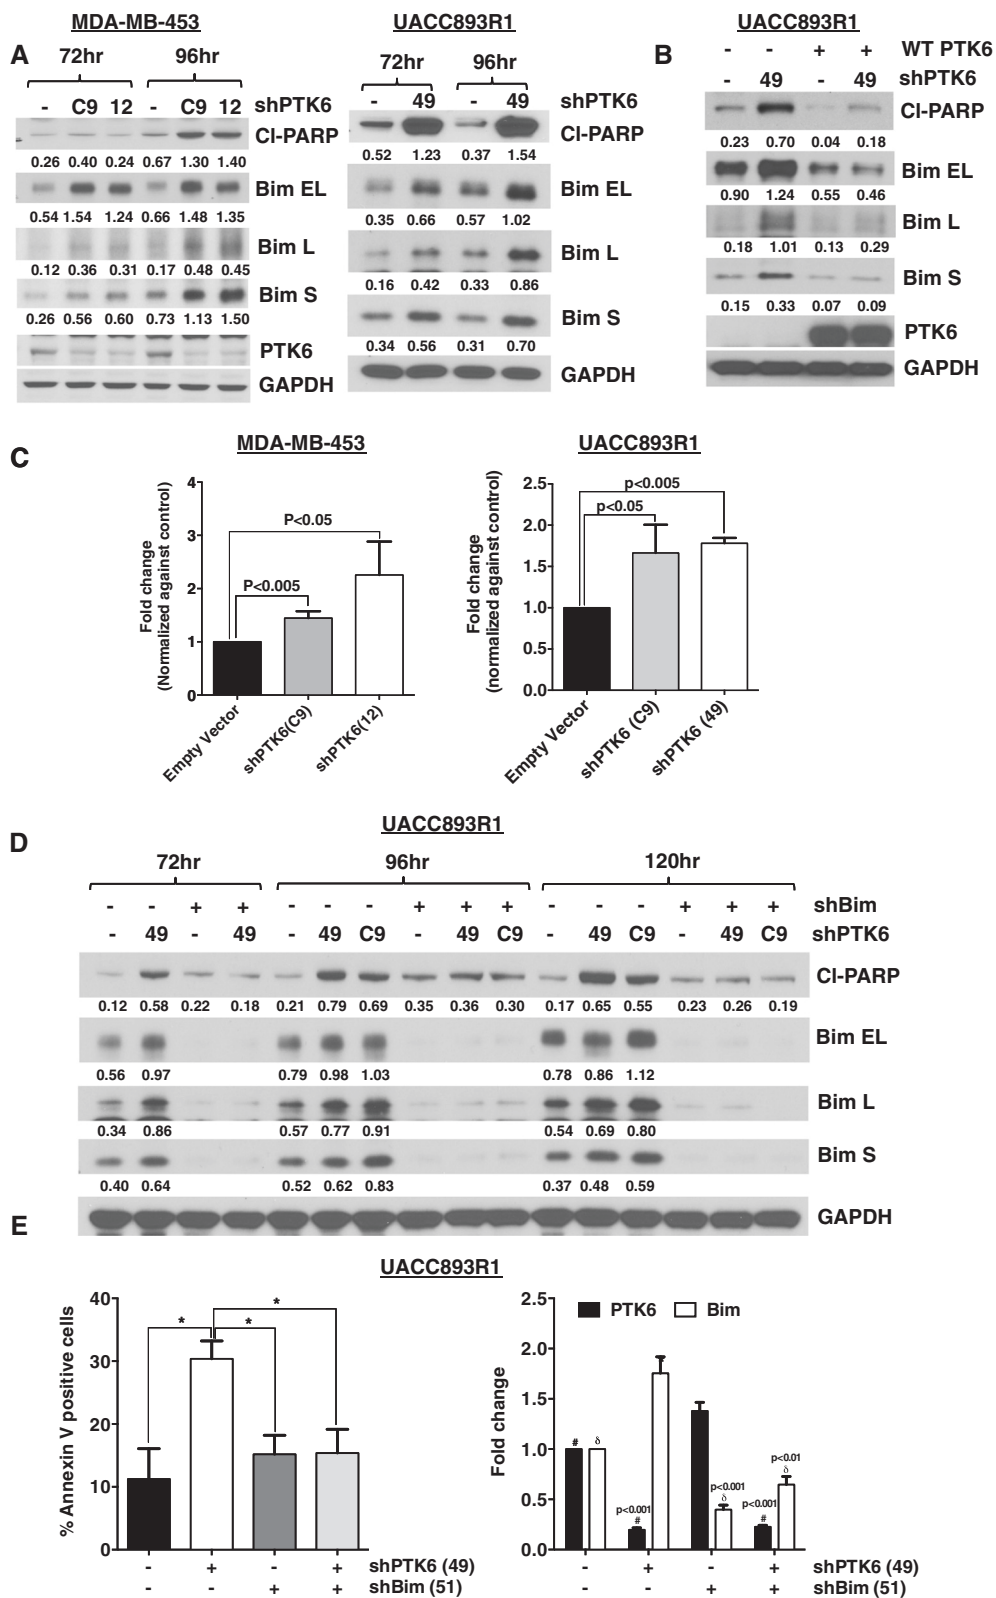 A
MDA-MB-453
72hr 96hr
- C9 12 - C9 12 shPTK6
Cl-PARP
0.26 0.40 0.24 0.67 1.30 1.40
Bim EL
0.54 1.54 1.24 0.66 1.48 1.35
Bim L
0.12 0.36 0.31 0.17 0.48 0.45
Bim S
0.26 0.56 0.60 0.73 1.13 1.50
PTK6
GAPDH
UACC893R1
72hr 96hr
- 49 - 49 shPTK6
Cl-PARP
0.52 1.23 0.37 1.54
Bim EL
0.35 0.66 0.57 1.02
Bim L
0.16 0.42 0.33 0.86
Bim S
0.34 0.56 0.31 0.70
GAPDH
B
UACC893R1
- - + + WT PTK6
- 49 - 49 shPTK6
Cl-PARP
0.23 0.70 0.04 0.18
Bim EL
0.90 1.24 0.55 0.46
Bim L
0.18 1.01 0.13 0.29
Bim S
0.15 0.33 0.07 0.09
PTK6
GAPDH
C
MDA-MB-453
Fold change
(Normalized against control)
4
3
2
1
0
P<0.05
P<0.005
Empty Vector
shPTK6(C9)
shPTK6(12)
UACC893R1
Fold change
(normalized against control)
2.5
2.0
1.5
1.0
0.5
0.0
p<0.005
p<0.05
Empty Vector
shPTK6 (C9)
shPTK6 (49)
D
UACC893R1
72hr 96hr 120hr
- - + + - - - + + + - - - + + + shBim
- 49 - 49 - 49 C9 - 49 C9 - 49 C9 - 49 C9 shPTK6
Cl-PARP
0.12 0.58 0.22 0.18 0.21 0.79 0.69 0.35 0.36 0.30 0.17 0.65 0.55 0.23 0.26 0.19
Bim EL
0.56 0.97 0.79 0.98 1.03 0.78 0.86 1.12
Bim L
0.34 0.86 0.57 0.77 0.91 0.54 0.69 0.80
Bim S
0.40 0.64 0.52 0.62 0.83 0.37 0.48 0.59
GAPDH
E
UACC893R1
% Annexin V positive cells
40
30
20
10
0
* * *
- + - + shPTK6 (49)
- - + + shBim (51)
PTK6 Bim
Fold change
2.5
2.0
1.5
1.0
0.5
0.0
# δ
p<0.001
#
p<0.001
δ
p<0.001
#
p<0.01
δ
- + - + shPTK6 (49)
- - + + shBim (51)